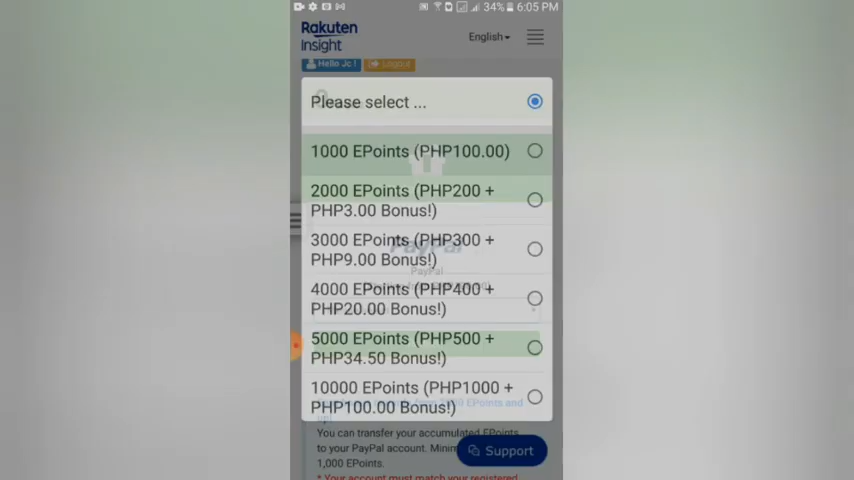 34% 6:05 PM
Rakuten
Insight
English
Hello Jc !
Logout
Please select ...
1000 EPoints (PHP100.00)
2000 EPoints (PHP200 +
PHP3.00 Bonus!)
3000 EPoints (PHP300 +
PHP9.00 Bonus!)
PayPal
PayPal
4000 EPoints (PHP400 +
PHP20.00 Bonus!)
5000 EPoints (PHP500 +
PHP34.50 Bonus!)
10000 EPoints (PHP1000 +
PHP100.00 Bonus!)
EPoints and
You can transfer your accumulated EPoints
to your PayPal account.
1,000 EPoints.
Support
* Your account must match your registered